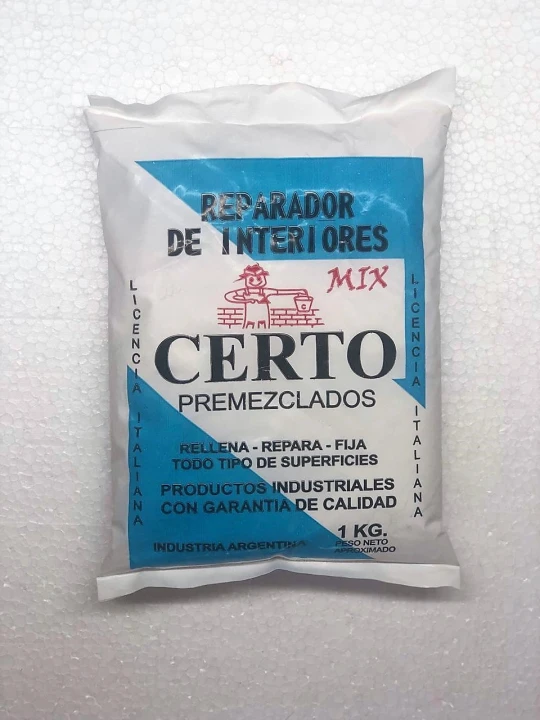 REPARADOR
DE INTERIORES
MIX
C
CERTO
PREMEZCLADOS
LICENCIA ITALIANA
LICENCIA ITALIANA
RELLENA - REPARA - FIJA
TODO TIPO DE SUPERFICIES
PRODUCTOS INDUSTRIALES
CON GARANTIA DE CALIDAD
1 KG.
INDUSTRIA ARGENTINA
PESO NETO
APROXIMADO